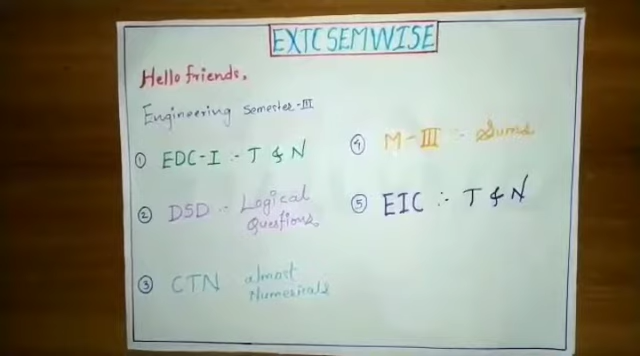 EXTC SEMWISE
Hello friends,
Engineering Semester-III
① EDC-I :- T & N
② DSD :- Logical
Questions
③ CTN almost
Numericals
④ M-III :- Sums
⑤ EIC :- T & N